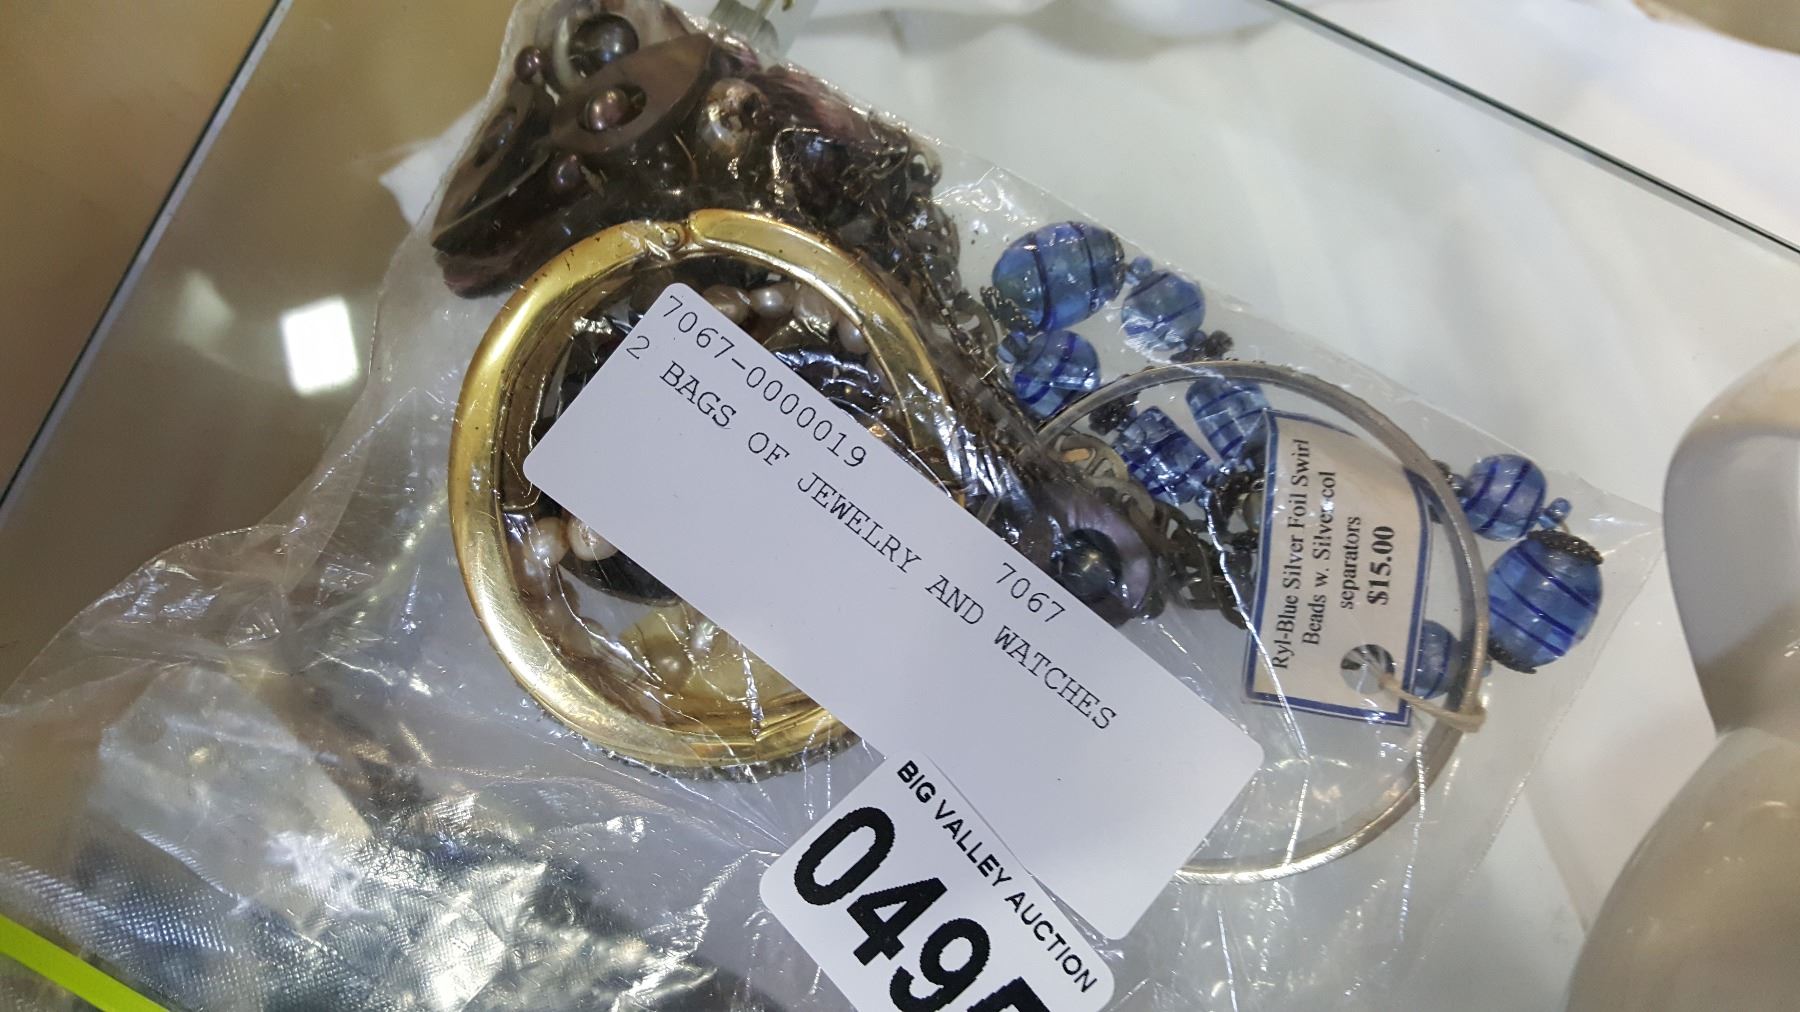 7067-0000019
2 BAGS OF JEWELRY AND WATCHES
7067
BIG VALLEY AUCTION
049
Ryl-Blue Silver Foil Swirl
Beads w. Silver col
separators
$15.00